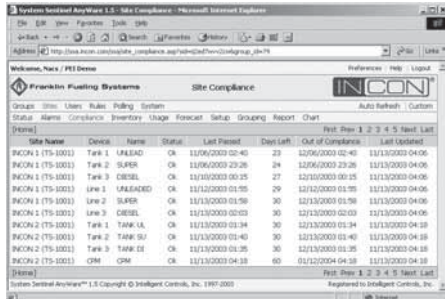 System Sentinel AnyWare 1.5 - Site Compliance - Microsoft Internet Explorer
File Edit View Favorites Tools Help
Back Search Favorites History
Address Go Links
Welcome, Nacs / PEI Demo Preferences | Help | Logout
Franklin Fueling Systems Site Compliance INCON
Groups Sites Users Rules Polling System Auto Refresh | Custom
Status Alarms Compliance Inventory Usage Forecast Setup Grouping Report Chart
[Home] First Prev 1 2 3 4 5 Next Last
Site Name Device Name Status Last Passed Days Left Out of Compliance Last Updated
INCON 1 (TS-1001) Tank 1 UNLEAD Ok 11/06/2003 02:40 23 12/06/2003 02:40 11/13/2003 04:06
INCON 1 (TS-1001) Tank 2 SUPER Ok 11/06/2003 23:26 24 12/06/2003 23:26 11/13/2003 04:06
INCON 1 (TS-1001) Tank 3 DIESEL Ok 11/10/2003 00:15 27 12/10/2003 00:15 11/13/2003 04:06
INCON 1 (TS-1001) Line 1 UNLEADED Ok 11/12/2003 01:55 29 12/12/2003 01:55 11/13/2003 04:06
INCON 1 (TS-1001) Line 2 SUPER Ok 11/13/2003 01:58 30 12/13/2003 01:58 11/13/2003 04:06
INCON 1 (TS-1001) Line 3 DIESEL Ok 11/13/2003 02:03 30 12/13/2003 02:03 11/13/2003 04:06
INCON 2 (TS-1001) Tank 1 TANK UL Ok 11/13/2003 01:34 30 12/13/2003 01:34 11/13/2003 04:18
INCON 2 (TS-1001) Tank 2 TANK SU Ok 11/13/2003 01:40 30 12/13/2003 01:40 11/13/2003 04:18
INCON 2 (TS-1001) Tank 3 TANK DI Ok 11/13/2003 01:35 30 12/13/2003 01:35 11/13/2003 04:18
INCON 2 (TS-1001) CPM CPM Ok 11/13/2003 04:18 60 01/12/2004 04:18 11/13/2003 04:18
[Home] First Prev 1 2 3 4 5 Next Last
System Sentinel AnyWare™ 1.5 Copyright © Intelligent Controls, Inc. 1997-2003 Registered to Intelligent Controls, Inc.
Internet